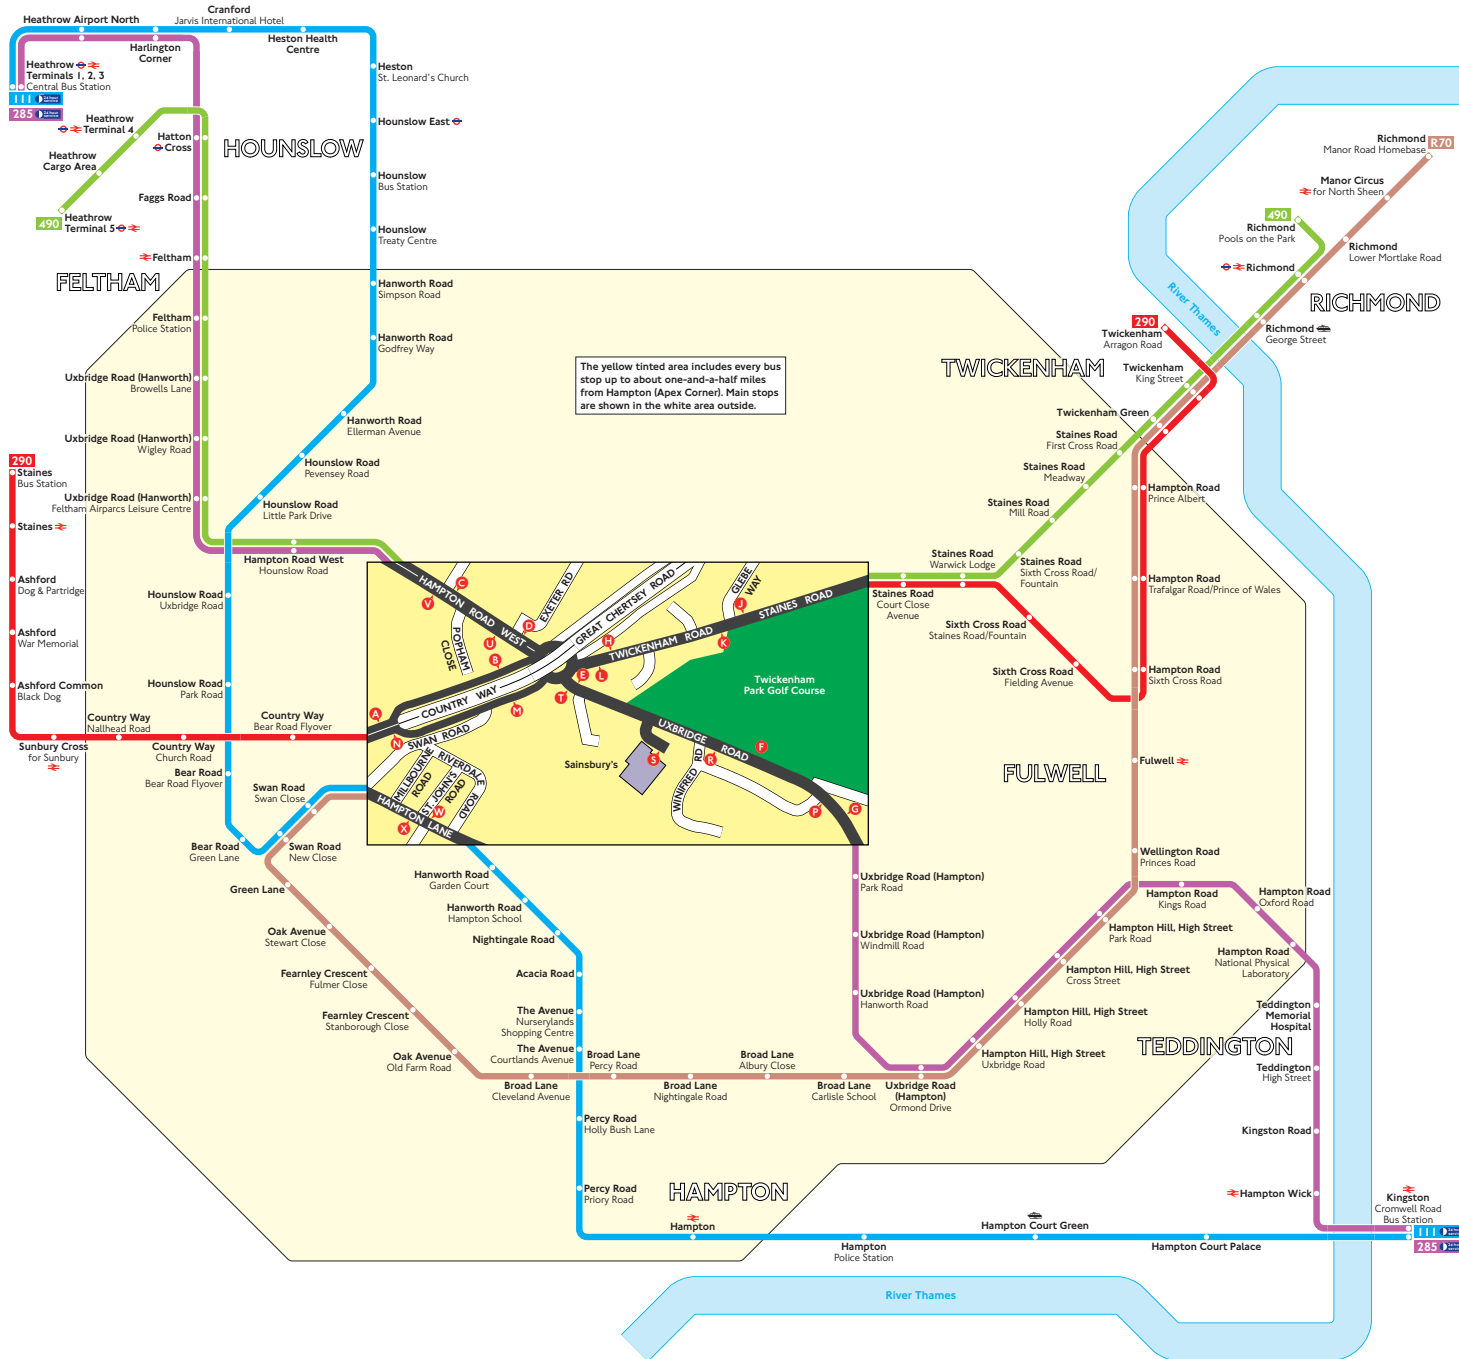 Heathrow Airport North
Cranford
Jarvis International Hotel
Heston Health
Centre
Harlington
Corner
Heathrow
Terminals 1, 2, 3
Central Bus Station
111
285
Heston
St. Leonard's Church
Heathrow
Terminal 4
Hatton
Cross
Heathrow
Cargo Area
Faggs Road
490
Heathrow
Terminal 5
Feltham
HOUNSLOW
FELTHAM
Hounslow East
Hounslow
Bus Station
Hounslow
Treaty Centre
Hanworth Road
Simpson Road
Hanworth Road
Godfrey Way
Hanworth Road
Ellerman Avenue
Hounslow Road
Pevensey Road
Hounslow Road
Little Park Drive
Feltham
Police Station
Uxbridge Road (Hanworth)
Browells Lane
Uxbridge Road (Hanworth)
Wigley Road
Uxbridge Road (Hanworth)
Feltham Airparcs Leisure Centre
Hampton Road West
Hounslow Road
290
Staines
Bus Station
Staines
Ashford
Dog & Partridge
Ashford
War Memorial
Ashford Common
Black Dog
Sunbury Cross
for Sunbury
Country Way
Nallhead Road
Country Way
Church Road
Country Way
Bear Road Flyover
Hounslow Road
Uxbridge Road
Hounslow Road
Park Road
Bear Road
Bear Road Flyover
Bear Road
Green Lane
Swan Road
Swan Close
Swan Road
New Close
Green Lane
Oak Avenue
Stewart Close
Fearnley Crescent
Fulmer Close
Fearnley Crescent
Stanborough Close
Oak Avenue
Old Farm Road
The yellow tinted area includes every bus
stop up to about one-and-a-half miles
from Hampton (Apex Corner). Main stops
are shown in the white area outside.
HAMPTON ROAD WEST
POPHAM
CLOSE
EXETER RD
GREAT CHERTSEY ROAD
GLEBE
WAY
TWICKENHAM ROAD
STAINES ROAD
COUNTRY WAY
SWAN ROAD
MILLBOURNE
ROAD
ST. JOHN'S
ROAD
RIVERDALE
ROAD
HAMPTON LANE
UXBRIDGE ROAD
WINIFRED
RD
Twickenham
Park Golf Course
Sainsbury's
A
B
C
D
E
F
G
H
J
K
L
M
N
P
R
S
T
U
V
W
X
Hanworth Road
Garden Court
Hanworth Road
Hampton School
Nightingale Road
Acacia Road
The Avenue
Nurserylands
Shopping Centre
The Avenue
Courtlands Avenue
Broad Lane
Cleveland Avenue
Broad Lane
Percy Road
Broad Lane
Nightingale Road
Broad Lane
Albury Close
Broad Lane
Carlisle School
Uxbridge Road
(Hampton)
Ormond Drive
Percy Road
Holly Bush Lane
Percy Road
Priory Road
HAMPTON
Hampton
Hampton
Police Station
Hampton Court Green
Hampton Court Palace
River Thames
Uxbridge Road (Hampton)
Park Road
Uxbridge Road (Hampton)
Windmill Road
Uxbridge Road (Hampton)
Hanworth Road
Hampton Hill, High Street
Park Road
Hampton Hill, High Street
Cross Street
Hampton Hill, High Street
Holly Road
Hampton Hill, High Street
Uxbridge Road
Wellington Road
Princes Road
Hampton Road
Kings Road
Hampton Road
Oxford Road
Hampton Road
National Physical
Laboratory
Teddington
Memorial
Hospital
TEDDINGTON
Teddington
High Street
Kingston Road
Hampton Wick
Kingston
Cromwell Road
Bus Station
111
285
Richmond
Manor Road Homebase
R70
Manor Circus
for North Sheen
490
Richmond
Pools on the Park
Richmond
Lower Mortlake Road
Richmond
RICHMOND
Richmond
George Street
River Thames
290
Twickenham
Arragon Road
TWICKENHAM
Twickenham
King Street
Twickenham Green
Staines Road
First Cross Road
Staines Road
Meadway
Staines Road
Mill Road
Staines Road
Warwick Lodge
Staines Road
Sixth Cross Road/
Fountain
Staines Road
Court Close
Avenue
Sixth Cross Road
Staines Road/Fountain
Sixth Cross Road
Fielding Avenue
Hampton Road
Prince Albert
Hampton Road
Trafalgar Road/Prince of Wales
Hampton Road
Sixth Cross Road
Fulwell
FULWELL